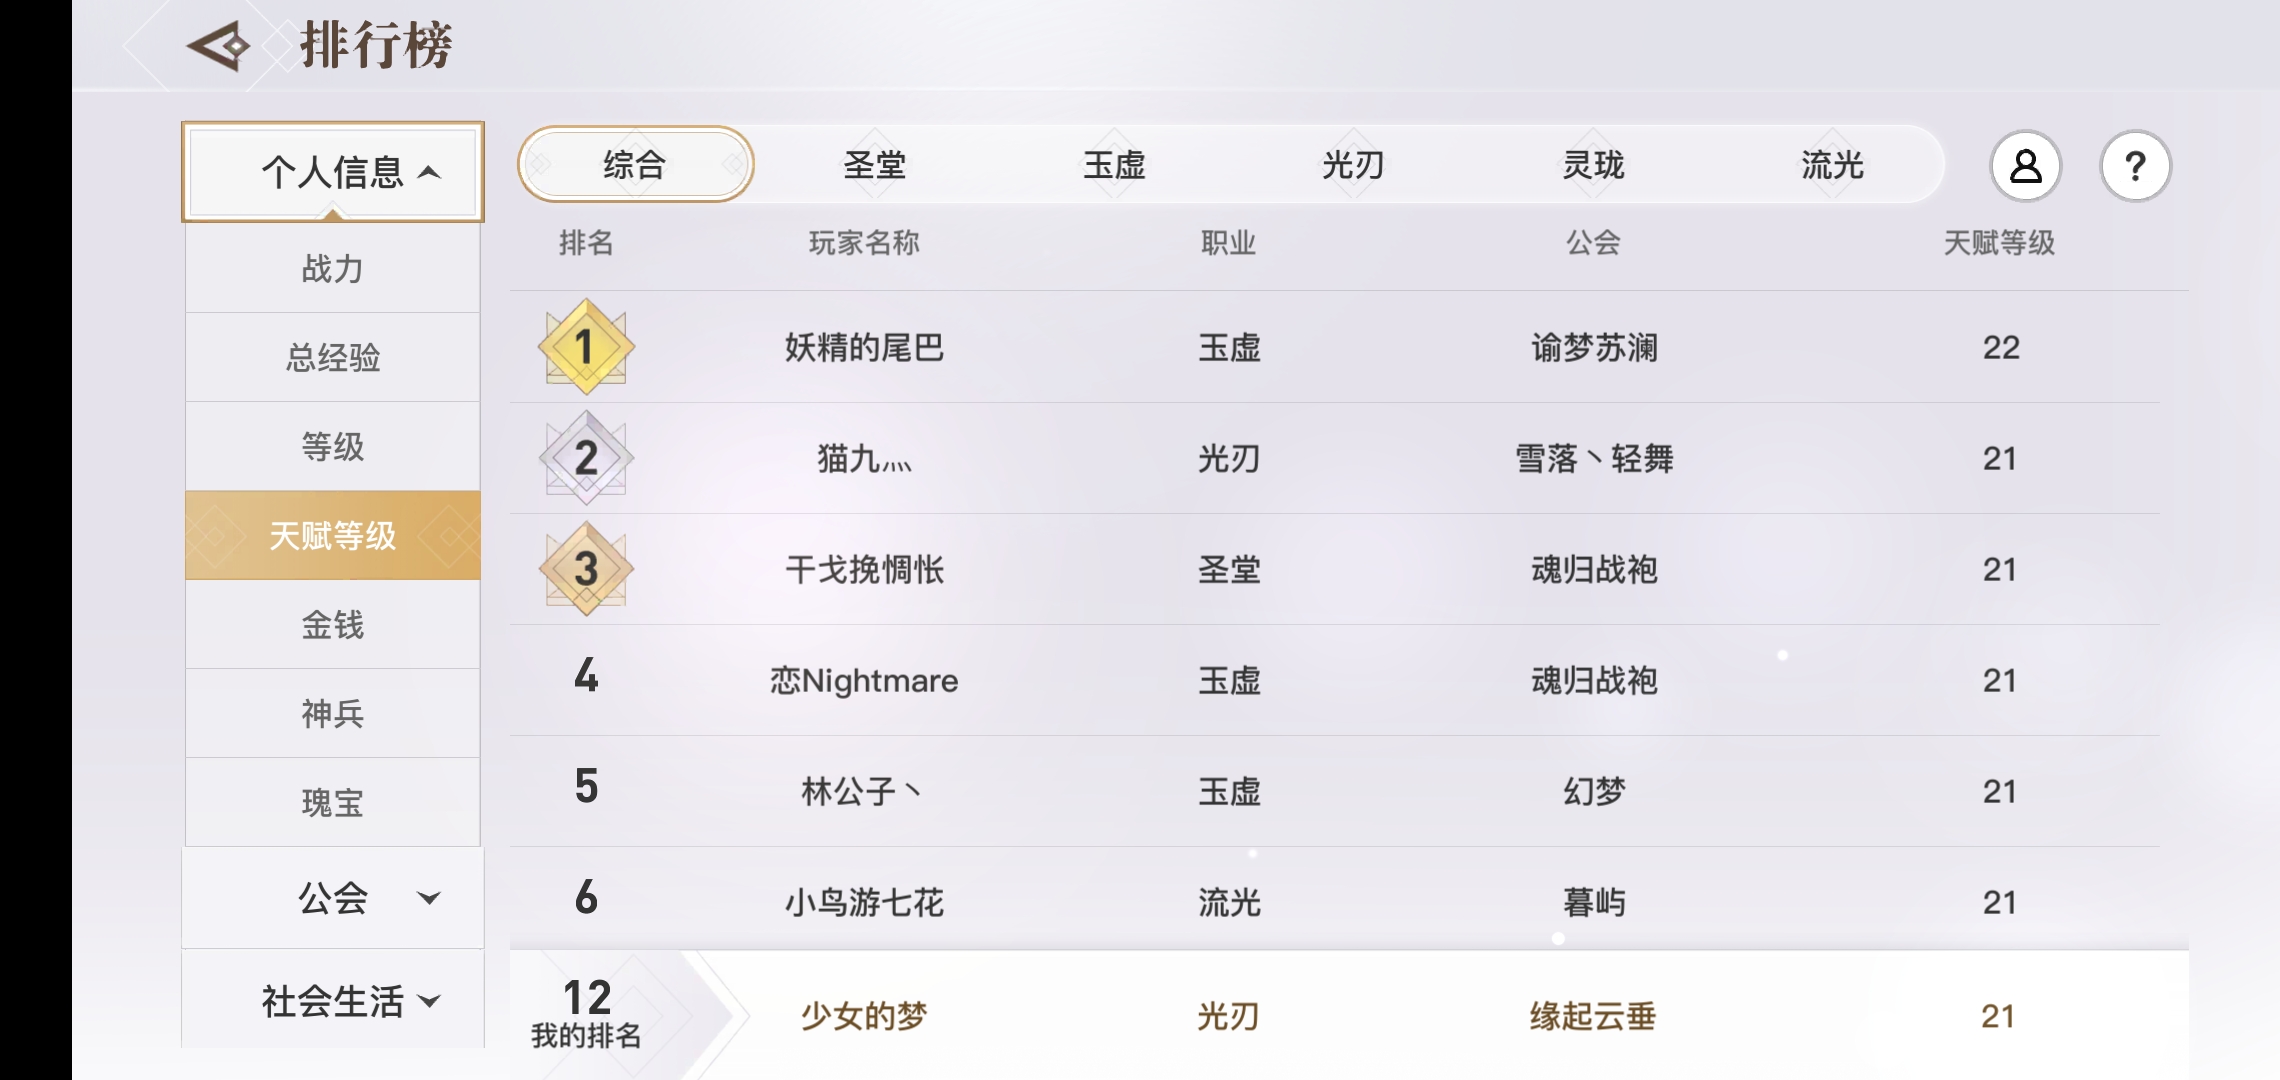 排行榜
个人信息
战力
总经验
等级
天赋等级
金钱
神兵
瑰宝
公会
社会生活
综合 圣堂 玉虚 光刃 灵珑 流光 ?
排名 玩家名称 职业 公会 天赋等级
1 妖精的尾巴 玉虚 谕梦苏澜 22
2 猫九灬 光刃 雪落丶轻舞 21
3 干戈挽惆怅 圣堂 魂归战袍 21
4 恋Nightmare 玉虚 魂归战袍 21
5 林公子丶 玉虚 幻梦 21
6 小鸟游七花 流光 暮屿 21
12 少女的梦 光刃 缘起云垂 21
我的排名